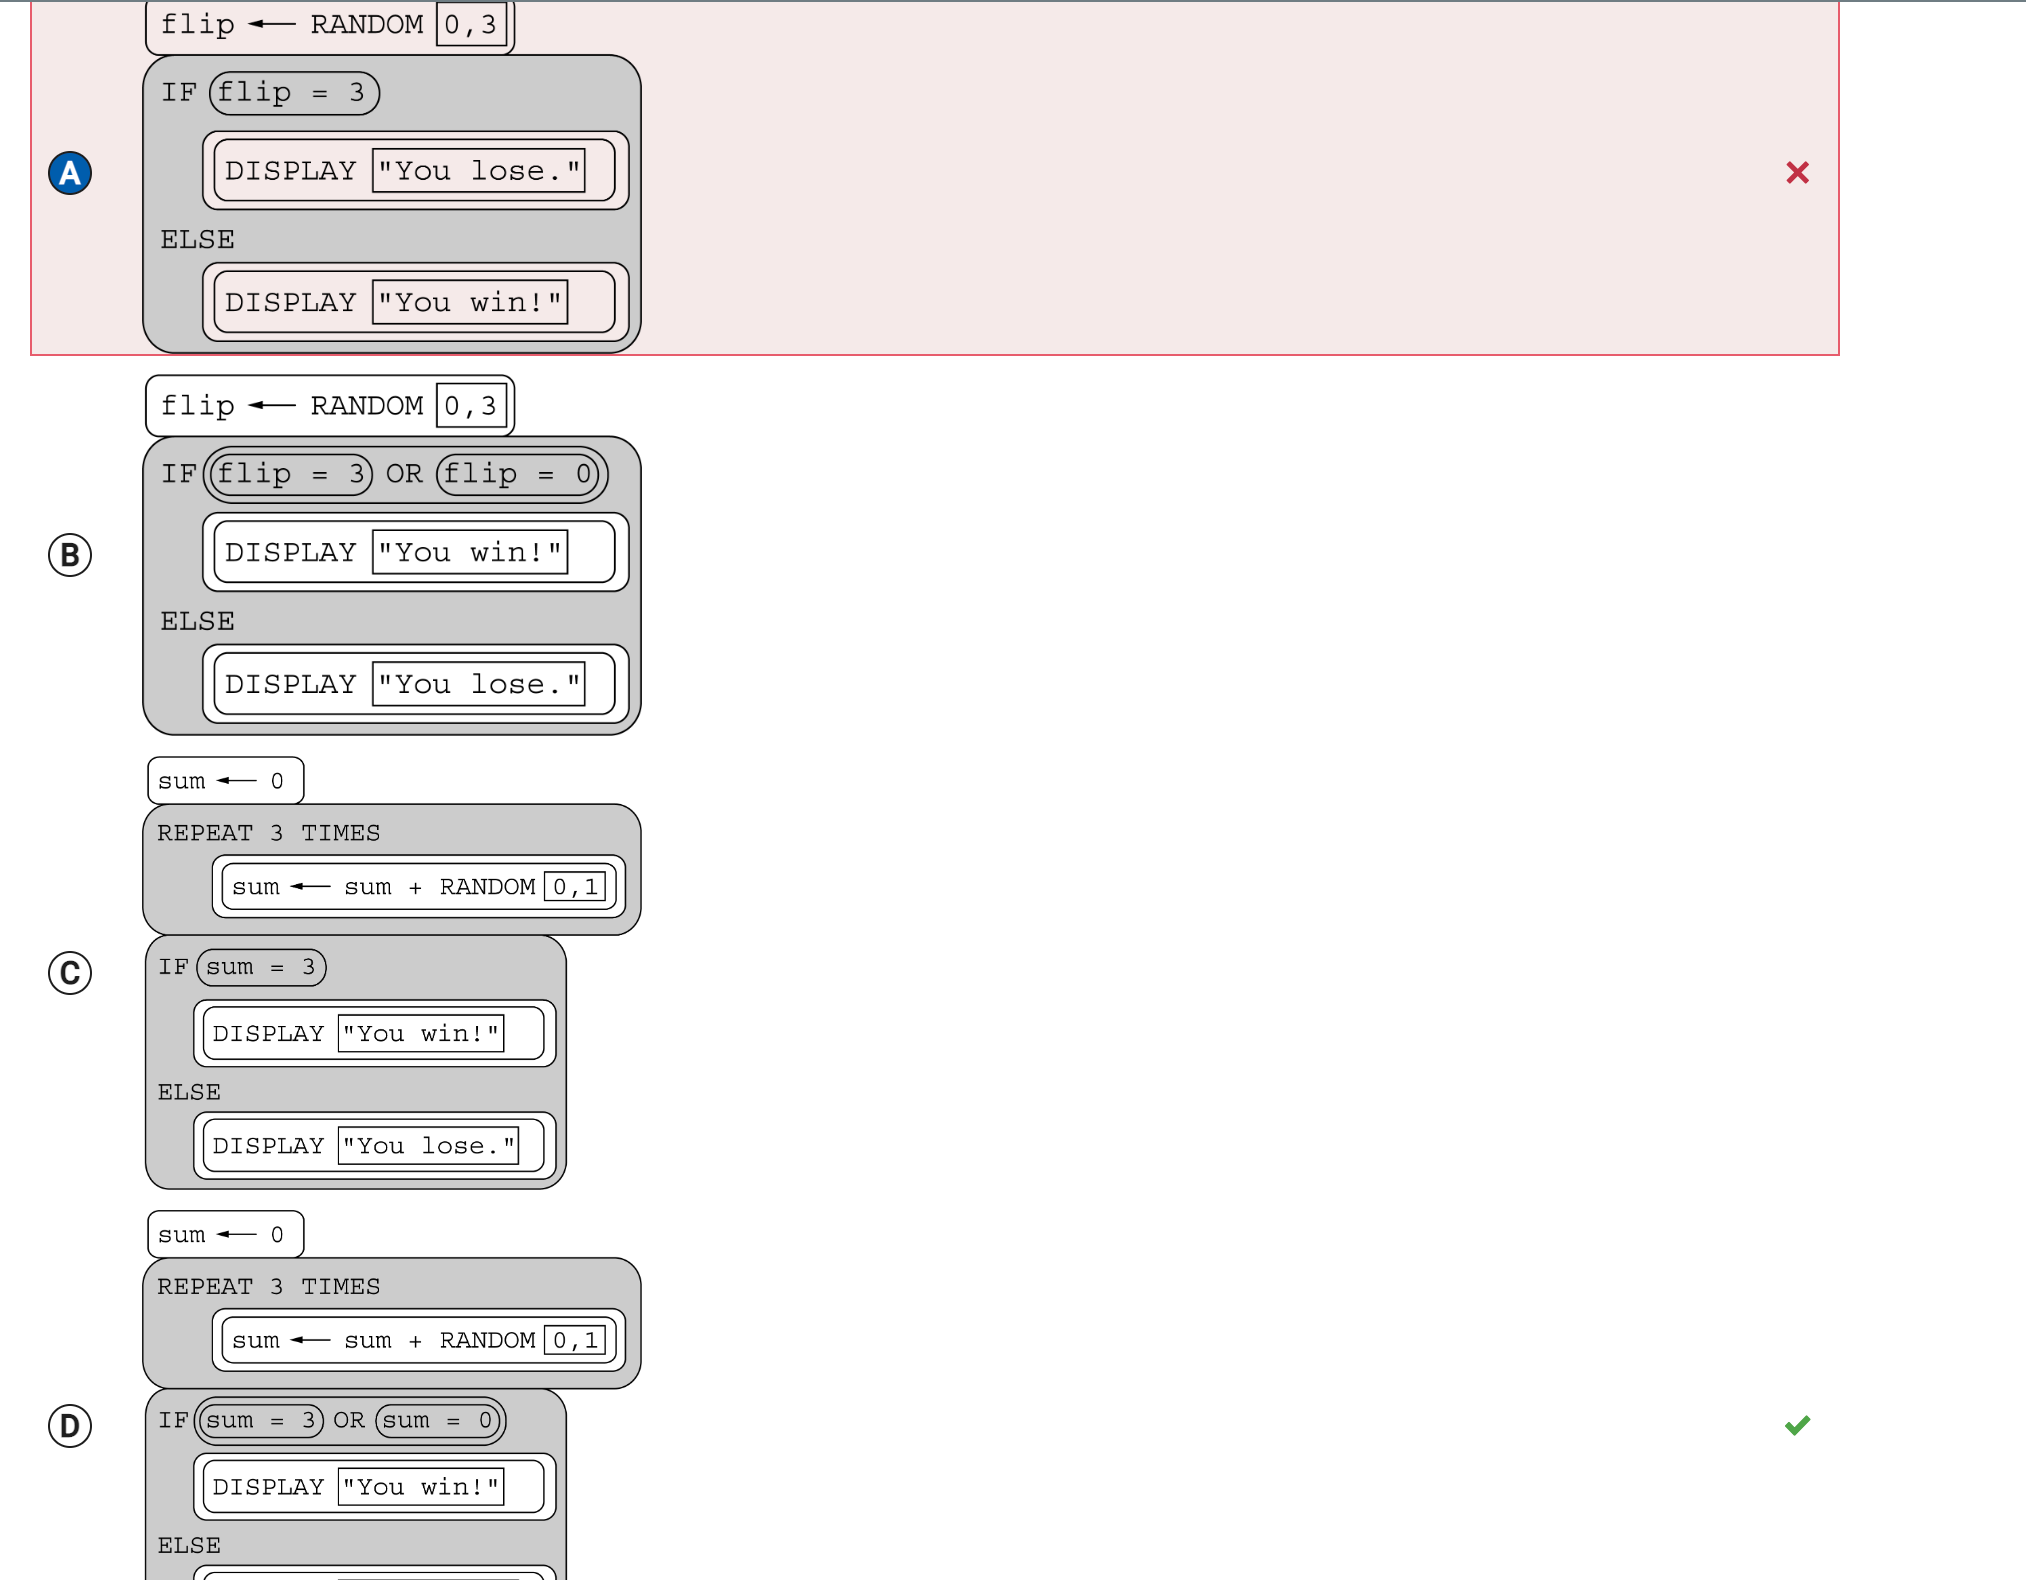 flip ← RANDOM 0,3
IF flip = 3
DISPLAY "You lose."
ELSE
DISPLAY "You win!"
A
flip ← RANDOM 0,3
IF flip = 3 OR flip = 0
DISPLAY "You win!"
ELSE
DISPLAY "You lose."
B
sum ← 0
REPEAT 3 TIMES
sum ← sum + RANDOM 0,1
IF sum = 3
DISPLAY "You win!"
ELSE
DISPLAY "You lose."
C
sum ← 0
REPEAT 3 TIMES
sum ← sum + RANDOM 0,1
IF sum = 3 OR sum = 0
DISPLAY "You win!"
ELSE
D